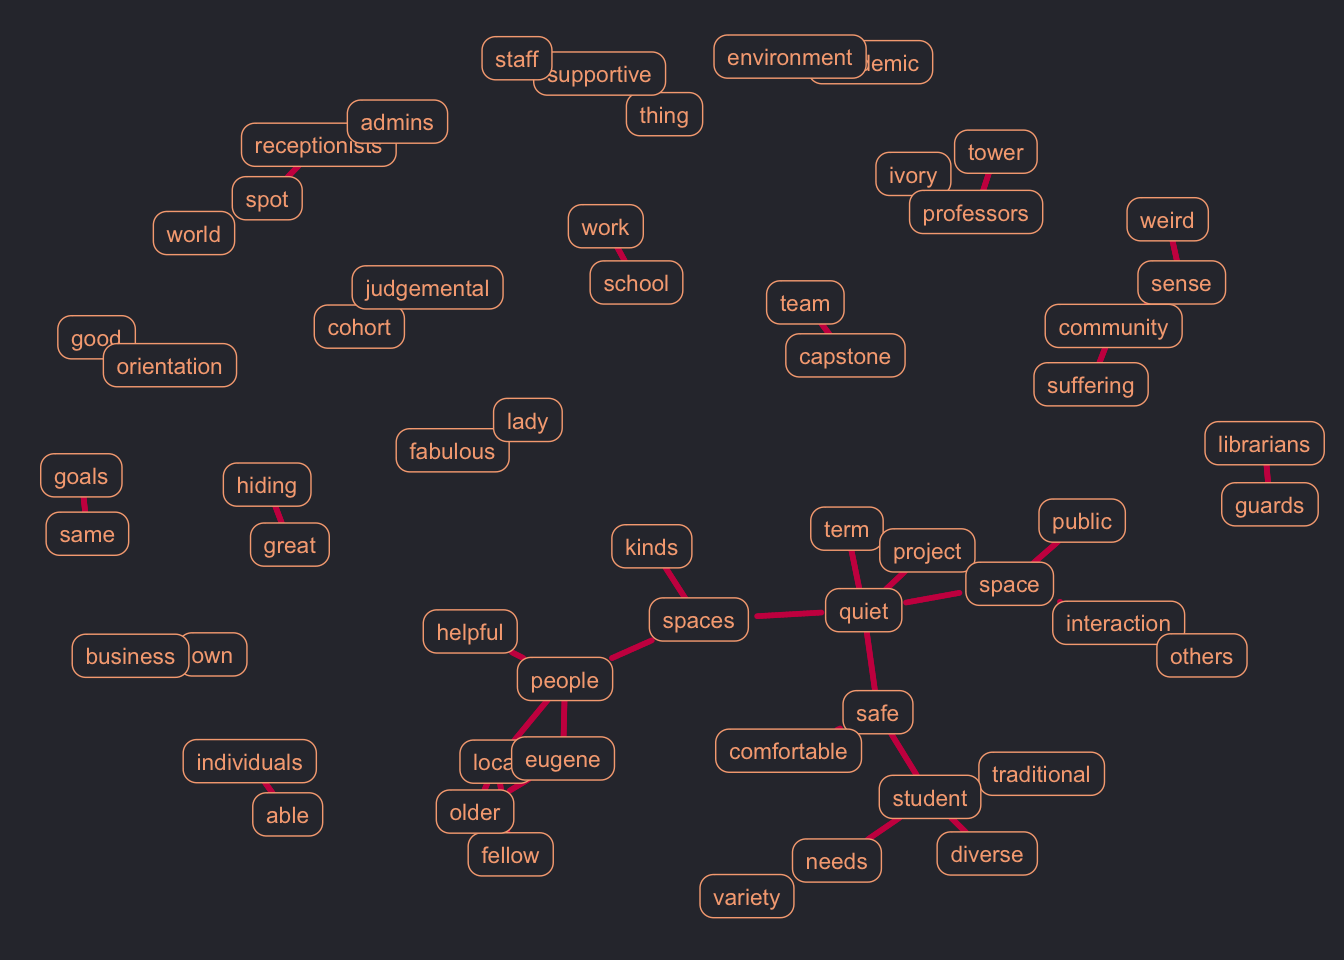 staff
supportive
thing
environment
demic
admins
receptionists
spot
world
tower
ivory
professors
work
school
weird
sense
community
suffering
judgemental
cohort
team
capstone
good
orientation
lady
fabulous
librarians
guards
goals
same
hiding
great
kinds
spaces
term
project
quiet
public
space
interaction
others
helpful
people
business
own
safe
comfortable
individuals
able
loca
eugene
older
fellow
traditional
student
needs
diverse
variety